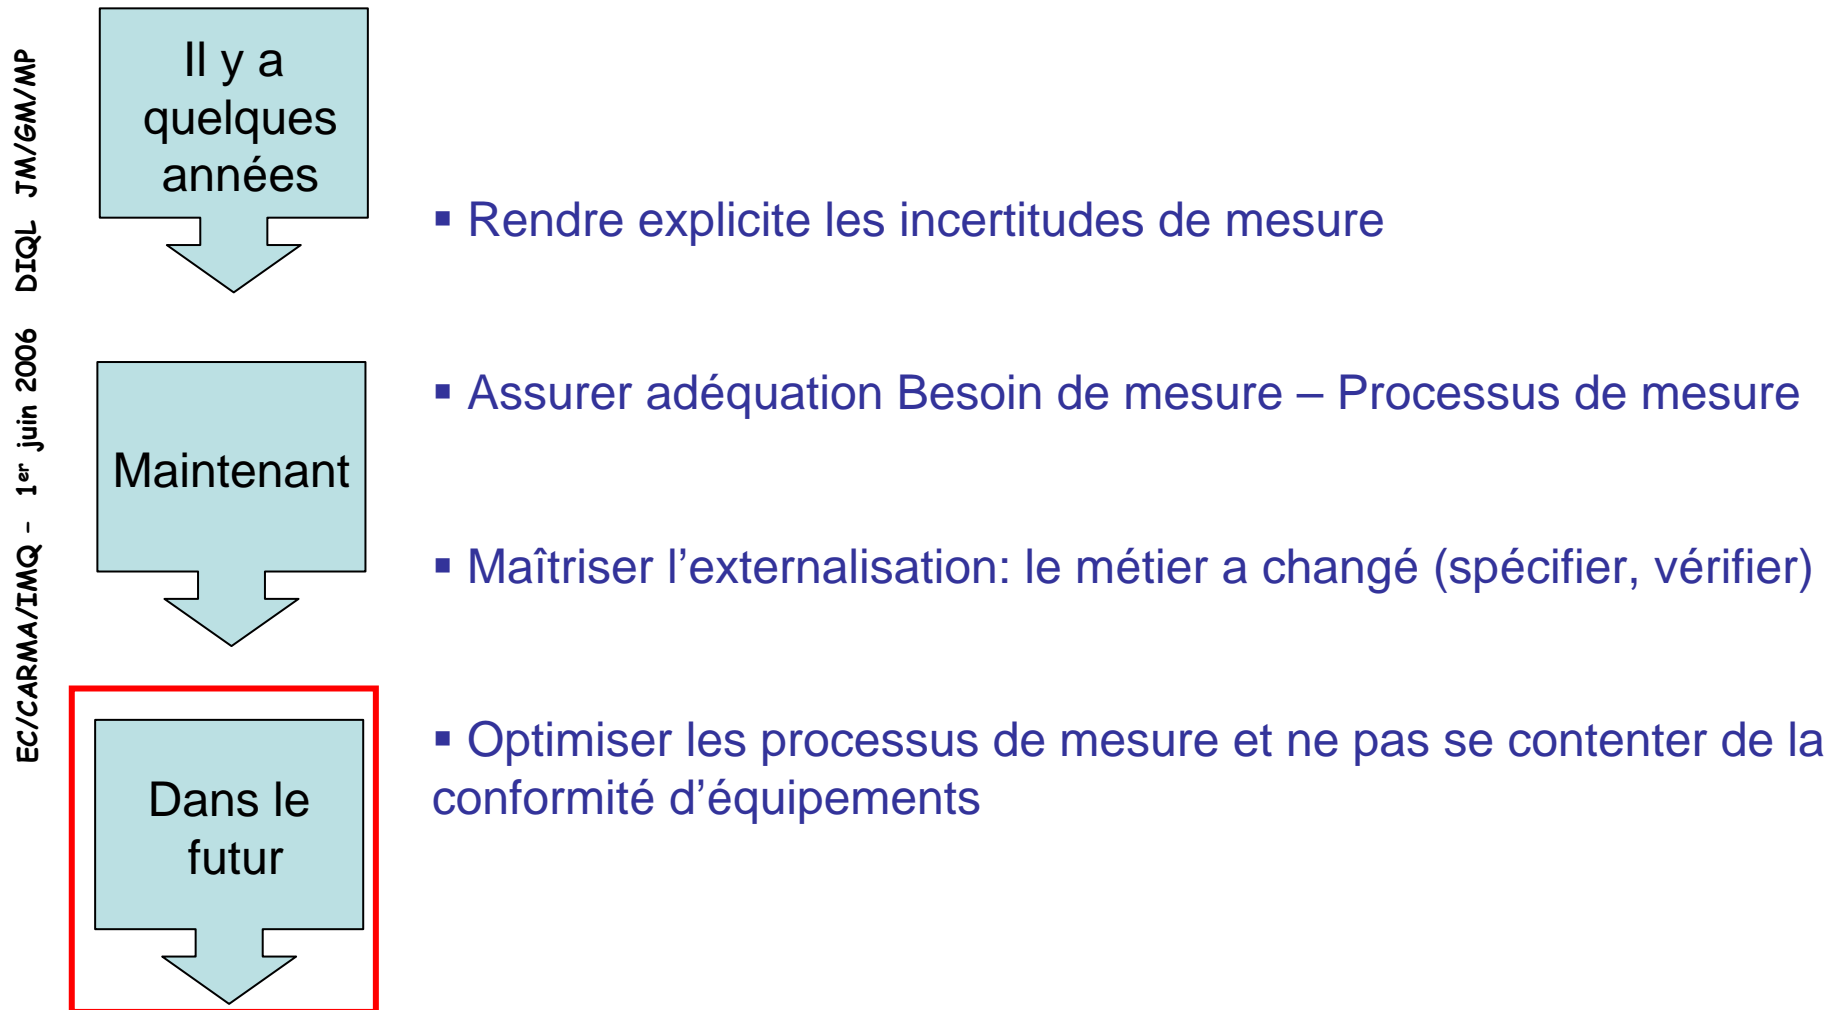 EC/CARMA/IMQ - 1er juin 2006 DIQL JM/GM/MP
Il y a
quelques
années
▪ Rendre explicite les incertitudes de mesure
Maintenant
▪ Assurer adéquation Besoin de mesure – Processus de mesure
▪ Maîtriser l’externalisation: le métier a changé (spécifier, vérifier)
Dans le
futur
▪ Optimiser les processus de mesure et ne pas se contenter de la
conformité d’équipements